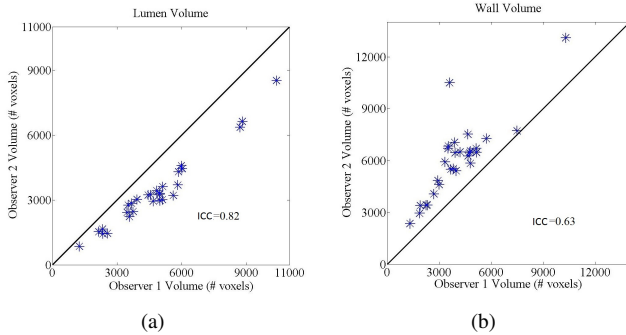 Lumen Volume
11000
9000
6000
3000
0
0 3000 6000 9000 11000
Observer 2 Volume (# voxels)
Observer 1 Volume (# voxels)
ICC=0.82
(a)
Wall Volume
12000
9000
6000
3000
0
0 3000 6000 9000 12000
Observer 2 Volume (# voxels)
Observer 1 Volume (# voxels)
ICC=0.63
(b)